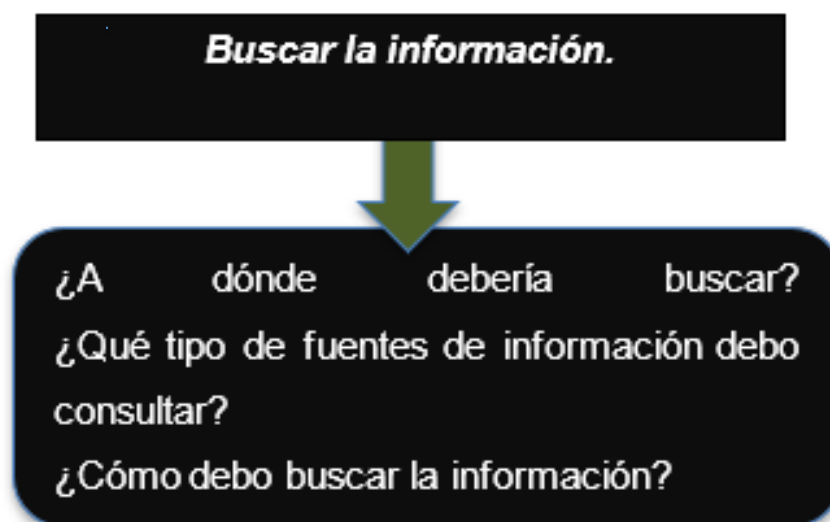 Buscar la información.
¿A dónde debería buscar?
¿Qué tipo de fuentes de información debo
consultar?
¿Cómo debo buscar la información?